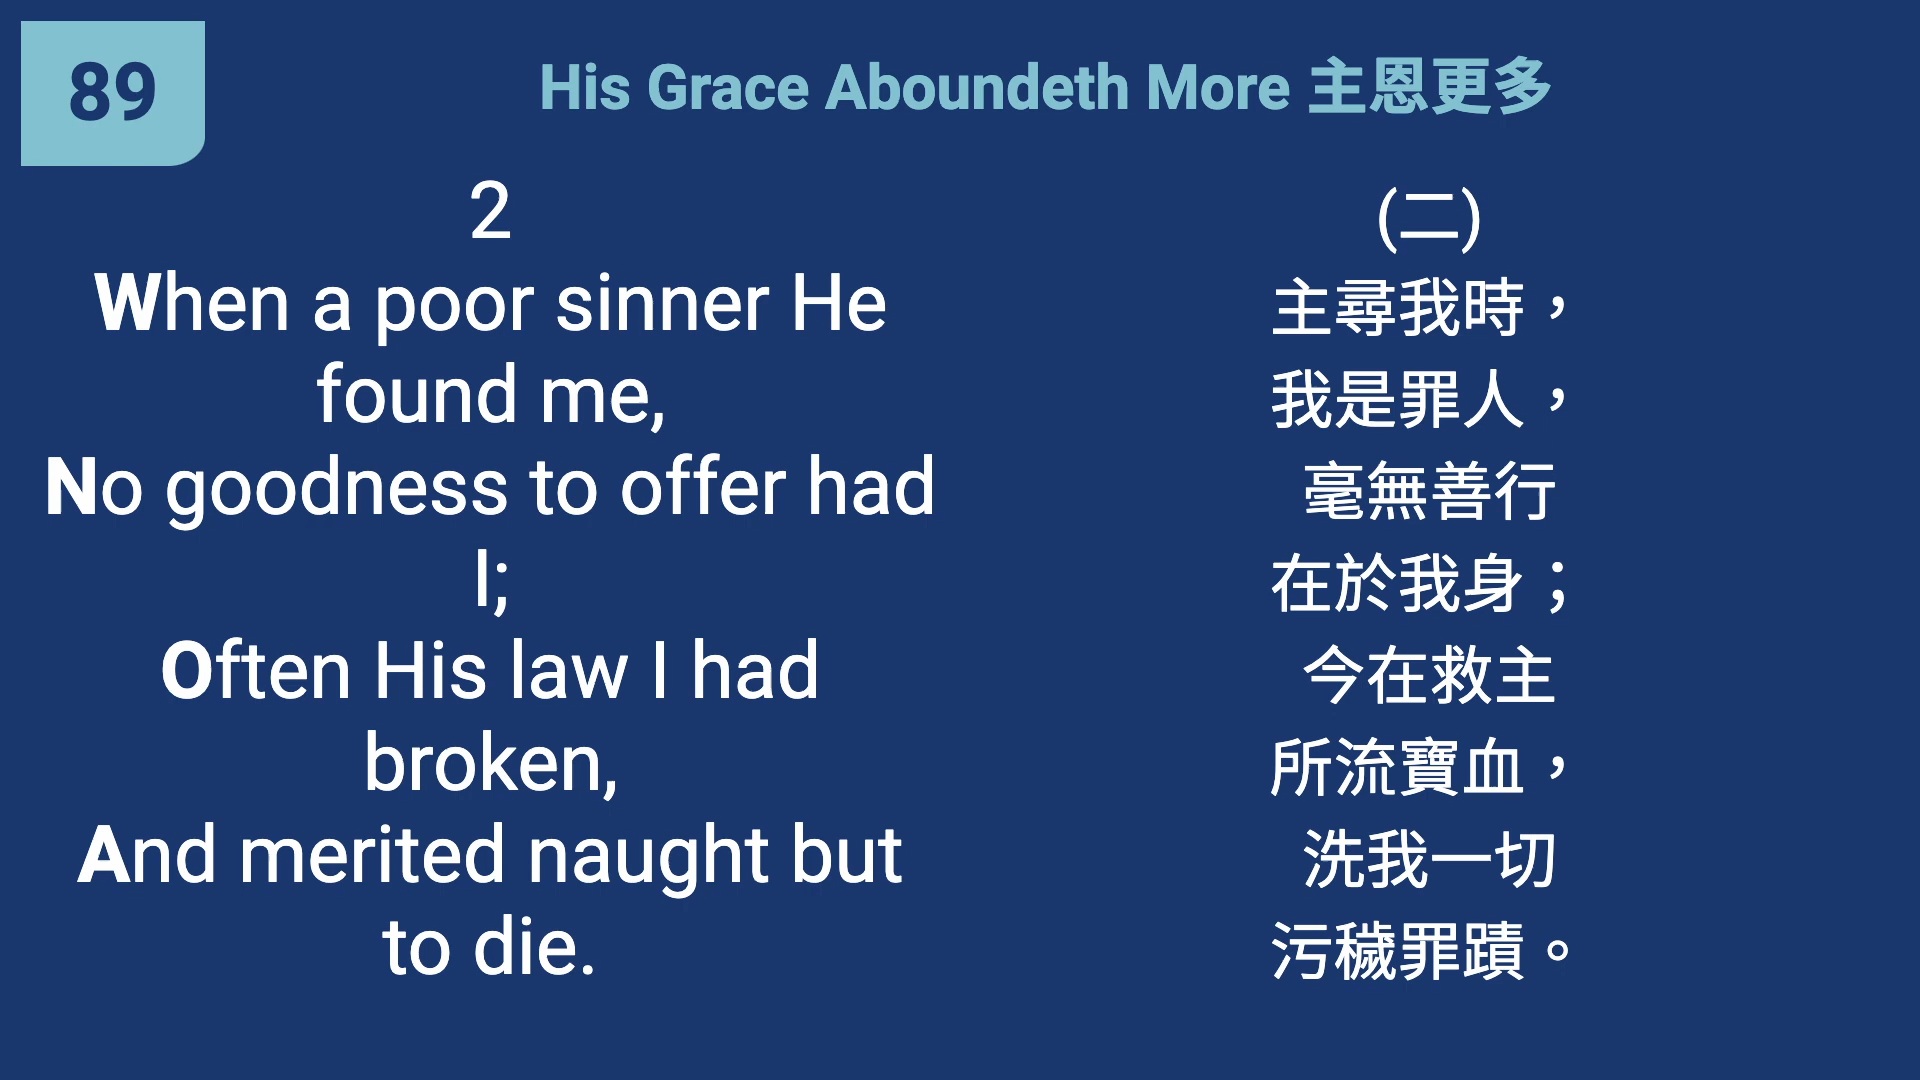 89
His Grace Aboundeth More 主恩更多
2
When a poor sinner He
found me,
No goodness to offer had
I;
Often His law I had
broken,
And merited naught but
to die.
(二)
主尋我時，
我是罪人，
毫無善行
在於我身；
今在救主
所流寶血，
洗我一切
污穢罪蹟。